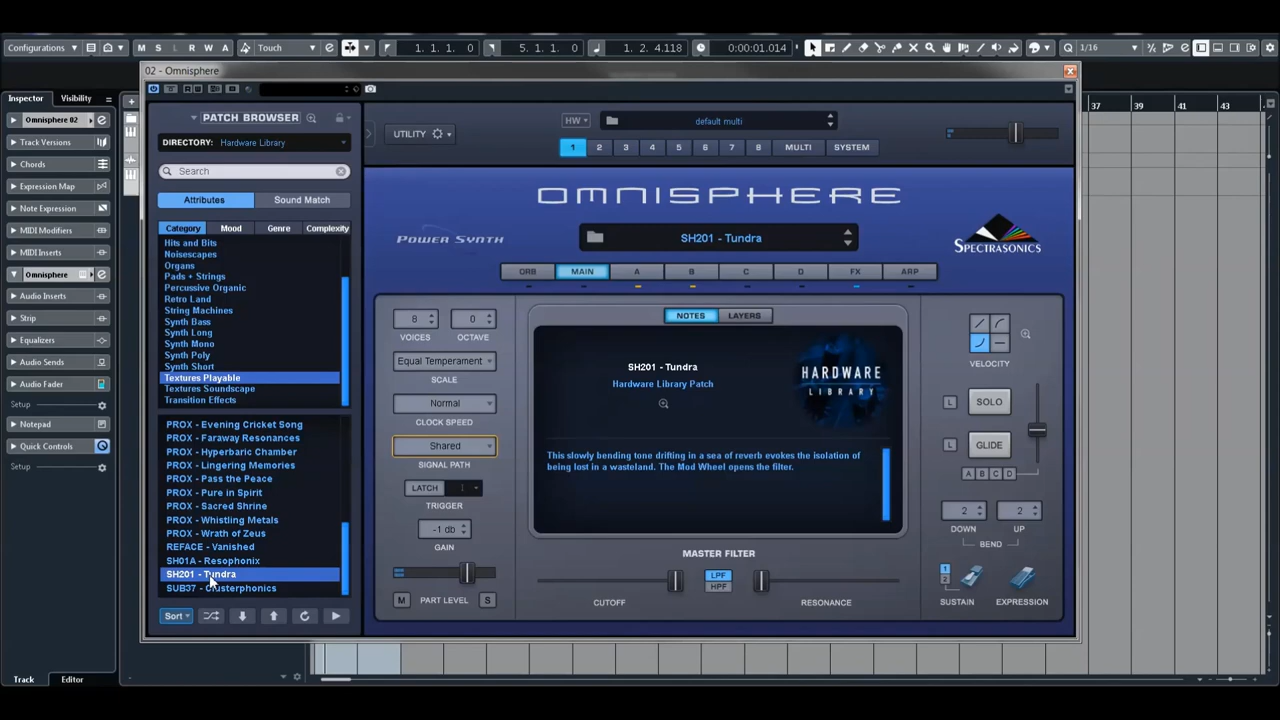 Configurations
M S L R W A
Touch
1. 1. 1. 0
5. 1. 1. 0
1. 2. 4.118
0:00:01.014
Q 1/16
02 - Omnisphere
Inspector Visibility
Omnisphere 02
Track Versions
Chords
Expression Map
Note Expression
MIDI Modifiers
MIDI Inserts
Omnisphere
Audio Inserts
Strip
Equalizers
Audio Sends
Audio Fader
Setup
Notepad
Quick Controls
Setup
Track Editor
37 39 41 43
PATCH BROWSER
DIRECTORY: Hardware Library
Search
Attributes Sound Match
Category Mood Genre Complexity
Hits and Bits
Noisescapes
Organs
Pads + Strings
Percussive Organic
Retro Land
String Machines
Synth Bass
Synth Long
Synth Mono
Synth Poly
Synth Short
Textures Playable
Textures Soundscape
Transition Effects
PROX - Evening Cricket Song
PROX - Faraway Resonances
PROX - Hyperbaric Chamber
PROX - Lingering Memories
PROX - Pass the Peace
PROX - Pure in Spirit
PROX - Sacred Shrine
PROX - Whistling Metals
PROX - Wrath of Zeus
REFACE - Vanished
SH01A - Resophonix
SH201 - Tundra
SUB37 - Clusterphonics
Sort
UTILITY
HW
default multi
1 2 3 4 5 6 7 8 MULTI SYSTEM
OMNISPHERE
POWER SYNTH
SH201 - Tundra
SPECTRASONICS
ORB MAIN A B C D FX ARP
8 0
VOICES OCTAVE
Equal Temperament
SCALE
Normal
CLOCK SPEED
Shared
SIGNAL PATH
LATCH
TRIGGER
-1 db
GAIN
M PART LEVEL S
NOTES LAYERS
SH201 - Tundra
Hardware Library Patch
HARDWARE
LIBRARY
This slowly bending tone drifting in a sea of reverb evokes the isolation of
being lost in a wasteland. The Mod Wheel opens the filter.
MASTER FILTER
LPF
HPF
CUTOFF RESONANCE
VELOCITY
L SOLO
L GLIDE
A B C D
2 2
DOWN UP
BEND
1
2
SUSTAIN EXPRESSION